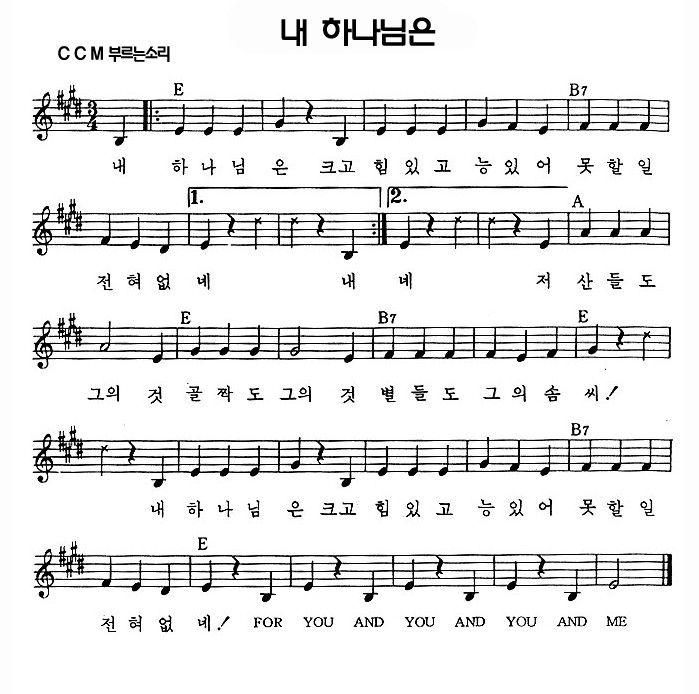 내 하나님은
C C M 부르는소리
E B7
3
4
내 하 나 님 은 크고 힘 있 고 능 있 어 못 할 일
1. 2. A
전 혀 없 네 내 네 저 산 들 도
E B7 E
그의 것 골 짝 도 그의 것 별 들 도 그 의 솜 씨!
B7
내 하 나 님 은 크고 힘 있 고 능 있 어 못 할 일
E
전 혀 없 네! FOR YOU AND YOU AND YOU AND ME